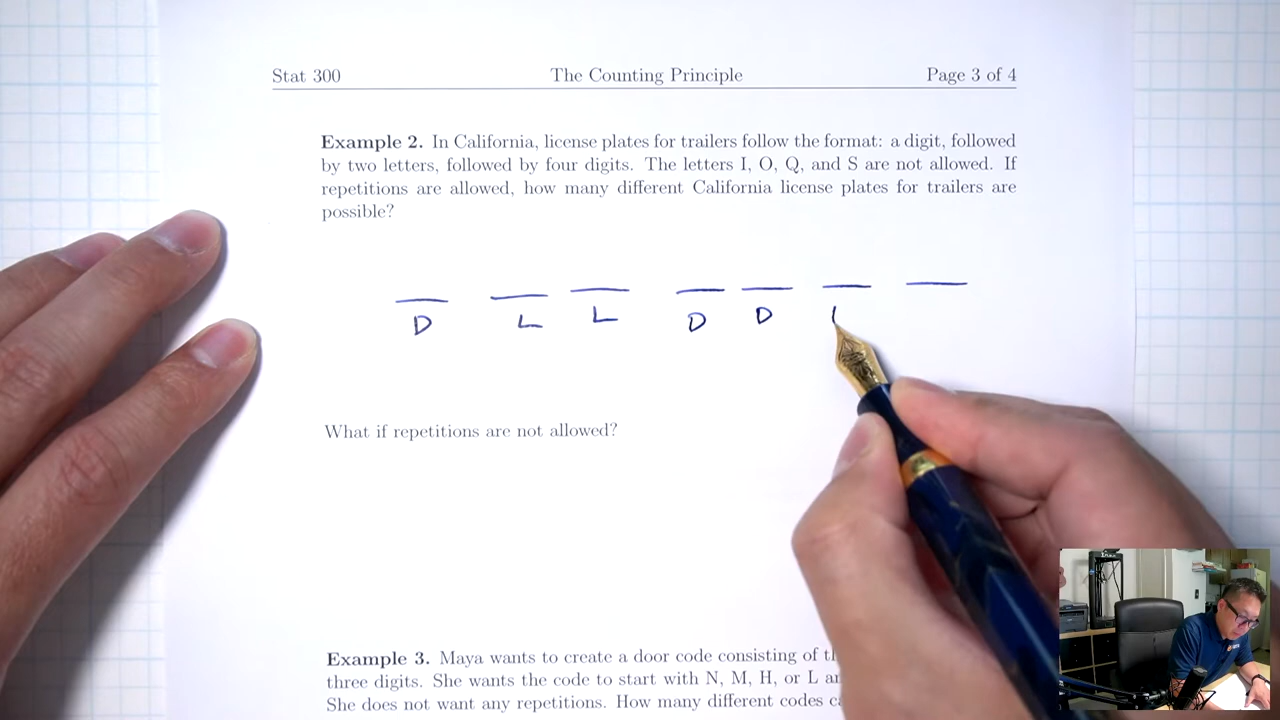 Stat 300 The Counting Principle Page 3 of 4
Example 2. In California, license plates for trailers follow the format: a digit, followed
by two letters, followed by four digits. The letters I, O, Q, and S are not allowed. If
repetitions are allowed, how many different California license plates for trailers are
possible?
D L L D D
What if repetitions are not allowed?
Example 3. Maya wants to create a door code consisting of
three digits. She wants the code to start with N, M, H, or L
She does not want any repetitions. How many different codes